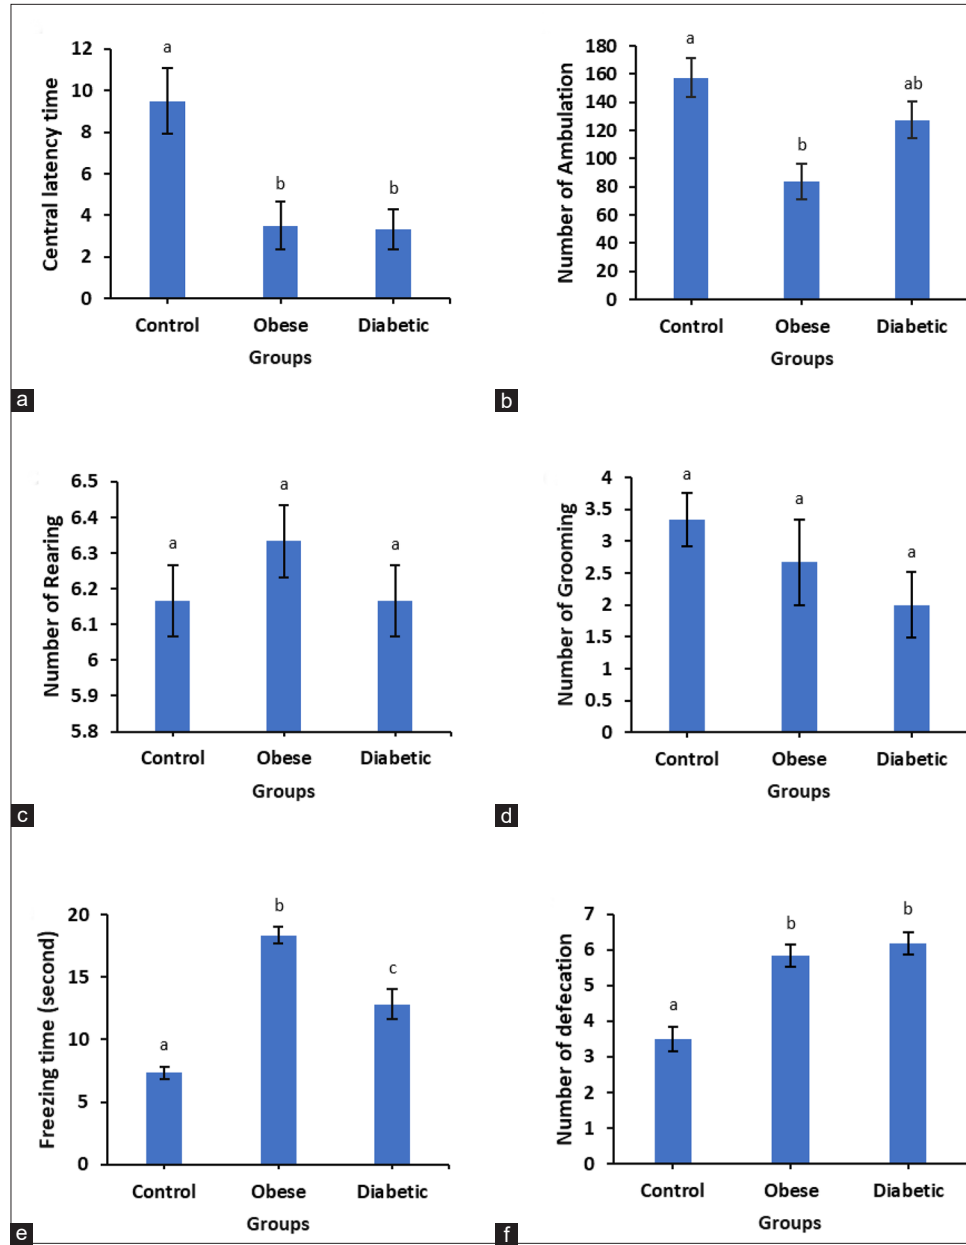 12
10
8
6
4
2
0
Central latency time
a
b
b
Control Obese Diabetic
Groups
a
180
160
140
120
100
80
60
40
20
0
Number of Ambulation
a
b
ab
Control Obese Diabetic
Groups
b
6.5
6.4
6.3
6.2
6.1
6
5.9
5.8
Number of Rearing
a
a
a
Control Obese Diabetic
Groups
c
4
3.5
3
2.5
2
1.5
1
0.5
0
Number of Grooming
a
a
a
Control Obese Diabetic
Groups
d
20
15
10
5
0
Freezing time (second)
a
b
c
Control Obese Diabetic
Groups
e
7
6
5
4
3
2
1
0
Number of defecation
a
b
b
Control Obese Diabetic
Groups
f